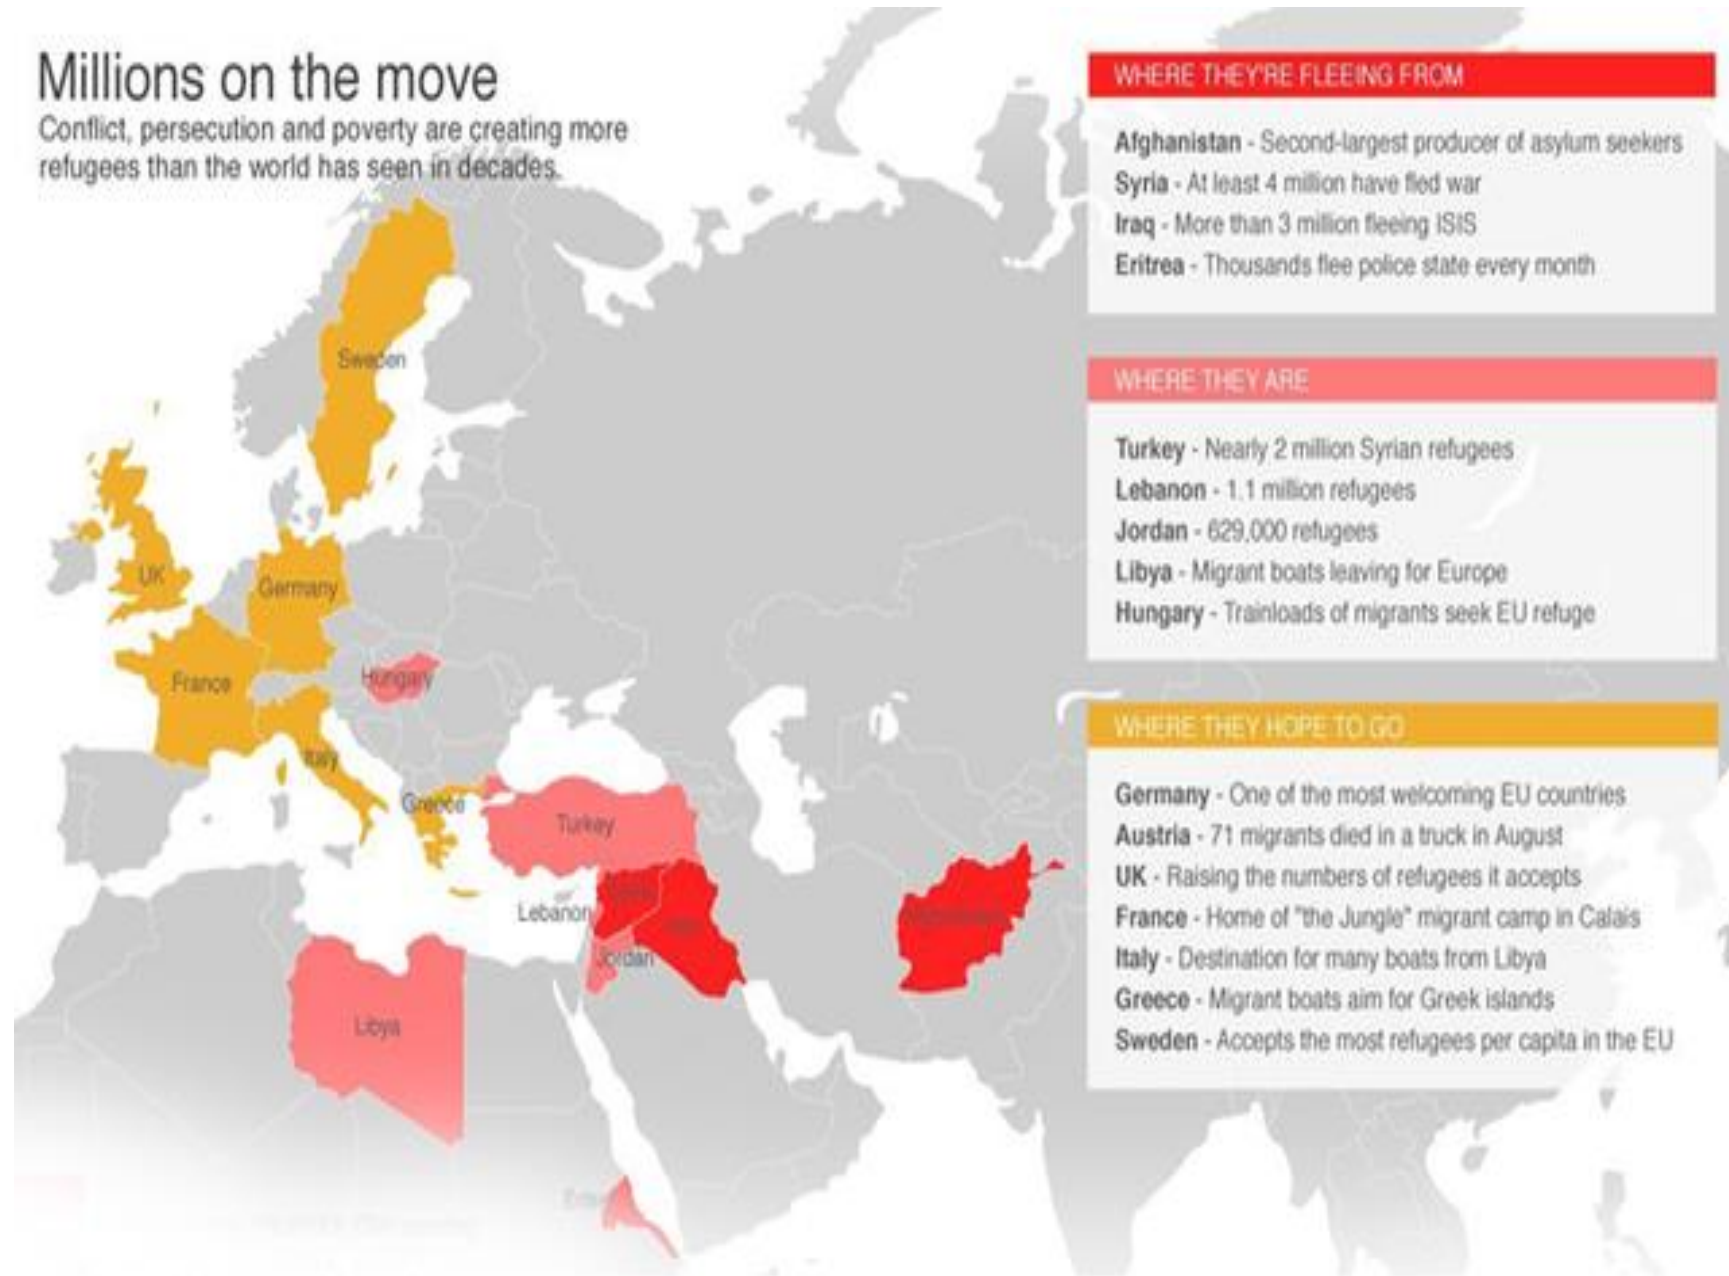 Millions on the move
Conflict, persecution and poverty are creating more
refugees than the world has seen in decades.
WHERE THEY'RE FLEEING FROM
Afghanistan - Second-largest producer of asylum seekers
Syria - At least 4 million have fled war
Iraq - More than 3 million fleeing ISIS
Eritrea - Thousands flee police state every month
WHERE THEY ARE
Turkey - Nearly 2 million Syrian refugees
Lebanon - 1.1 million refugees
Jordan - 629,000 refugees
Libya - Migrant boats leaving for Europe
Hungary - Trainloads of migrants seek EU refuge
WHERE THEY HOPE TO GO
Germany - One of the most welcoming EU countries
Austria - 71 migrants died in a truck in August
UK - Raising the numbers of refugees it accepts
France - Home of "the Jungle" migrant camp in Calais
Italy - Destination for many boats from Libya
Greece - Migrant boats aim for Greek islands
Sweden - Accepts the most refugees per capita in the EU
Sweden
UK
Germany
France
Hungary
Italy
Greece
Turkey
Lebanon
Jordan
Libya